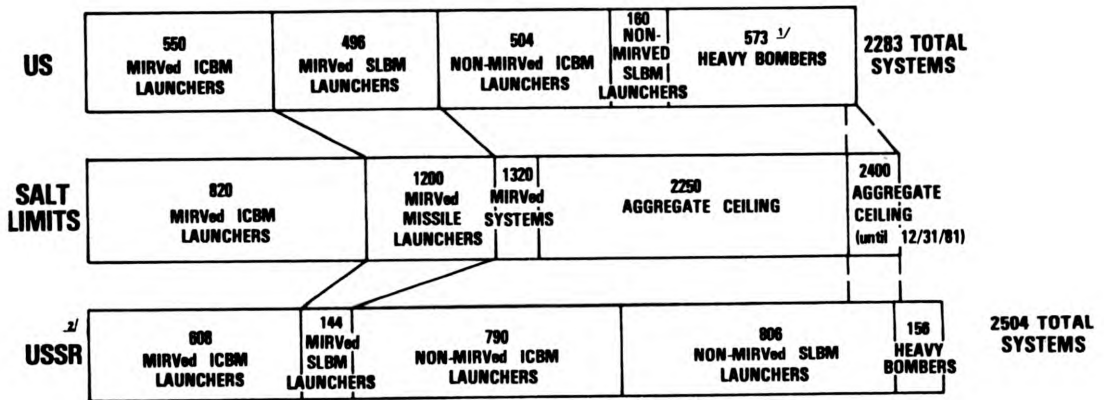 US
550
MIRVed ICBM
LAUNCHERS
496
MIRVed SLBM
LAUNCHERS
504
NON-MIRVed ICBM
LAUNCHERS
160
NON-
MIRVED
SLBM
LAUNCHERS
573 1/
HEAVY BOMBERS
2283 TOTAL
SYSTEMS
SALT
LIMITS
820
MIRVed ICBM
LAUNCHERS
1200
MIRVed
MISSILE
LAUNCHERS
1320
MIRVed
SYSTEMS
2250
AGGREGATE CEILING
2400
AGGREGATE
CEILING
(until 12/31/81)
2/
USSR
608
MIRVed ICBM
LAUNCHERS
144
MIRVed
SLBM
LAUNCHERS
790
NON-MIRVed ICBM
LAUNCHERS
806
NON-MIRVed SLBM
LAUNCHERS
156
HEAVY
BOMBERS
2504 TOTAL
SYSTEMS